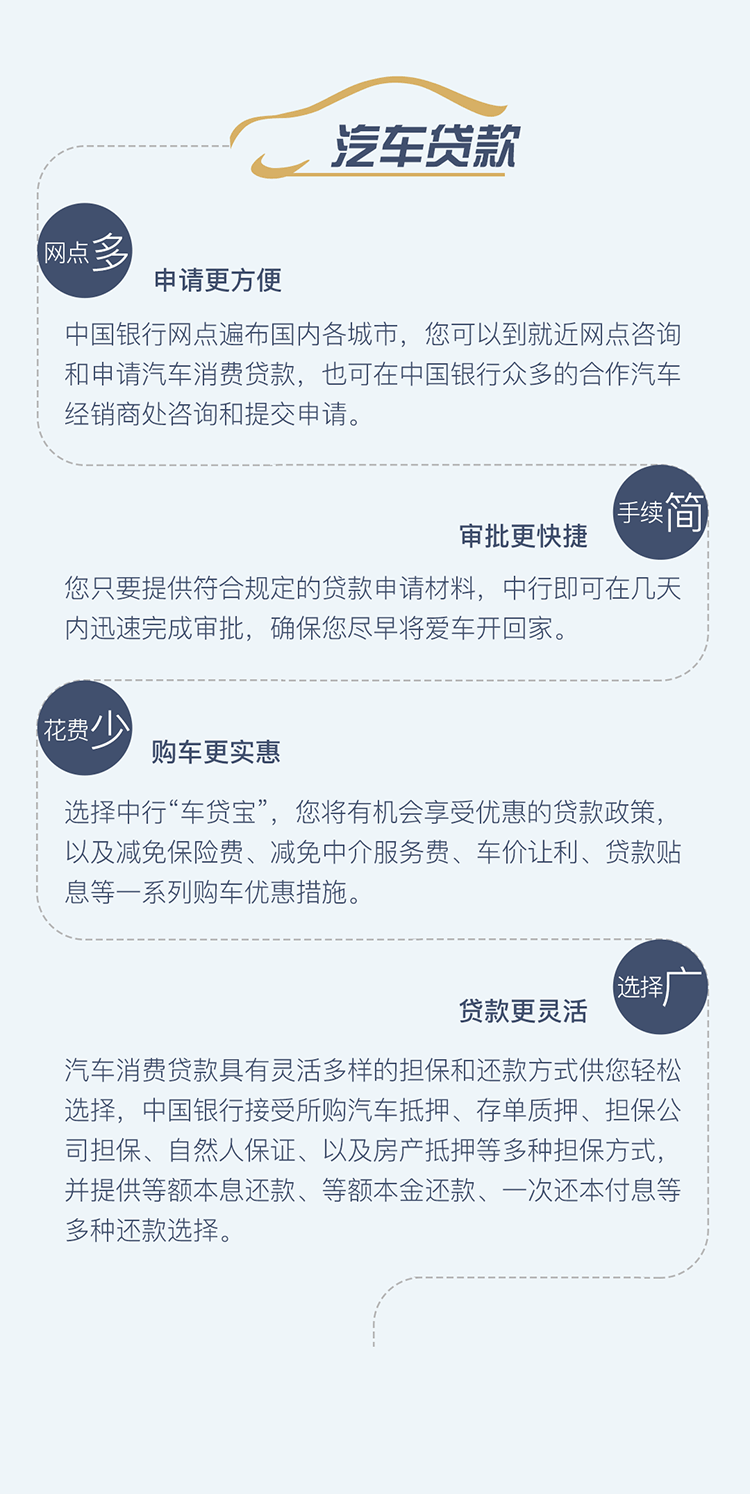 汽车贷款
网点多
申请更方便
中国银行网点遍布国内各城市，您可以到就近网点咨询
和申请汽车消费贷款，也可在中国银行众多的合作汽车
经销商处咨询和提交申请。
手续简
审批更快捷
您只要提供符合规定的贷款申请材料，中行即可在几天
内迅速完成审批，确保您尽早将爱车开回家。
花费少
购车更实惠
选择中行“车贷宝”，您将有机会享受优惠的贷款政策，
以及减免保险费、减免中介服务费、车价让利、贷款贴
息等一系列购车优惠措施。
选择广
贷款更灵活
汽车消费贷款具有灵活多样的担保和还款方式供您轻松
选择，中国银行接受所购汽车抵押、存单质押、担保公
司担保、自然人保证、以及房产抵押等多种担保方式，
并提供等额本息还款、等额本金还款、一次还本付息等
多种还款选择。